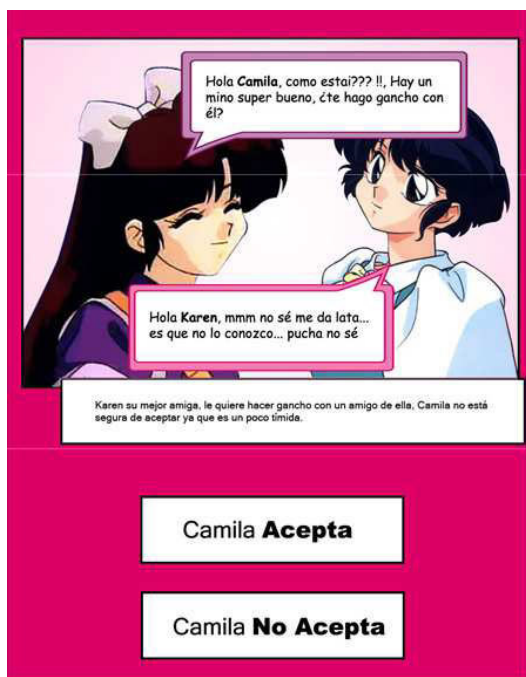 Hola Camila, como estai??? !!, Hay un
mino super bueno, ¿te hago gancho con
él?
Hola Karen, mmm no sé me da lata...
es que no lo conozco... pucha no sé
Karen su mejor amiga, le quiere hacer gancho con un amigo de ella, Camila no está
segura de aceptar ya que es un poco tímida.
Camila Acepta
Camila No Acepta